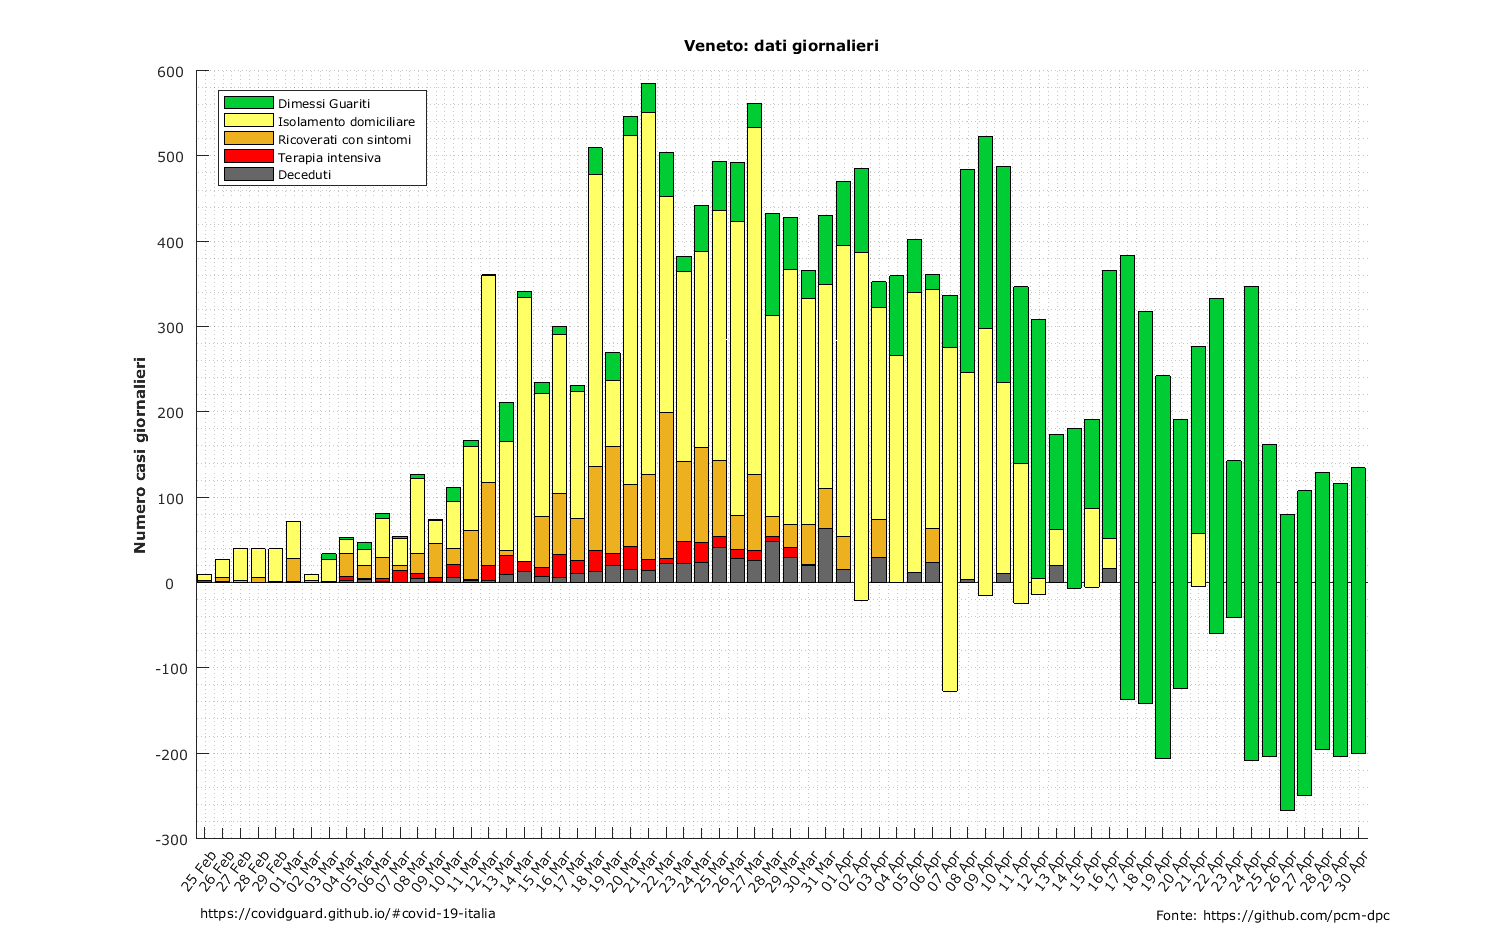 Veneto: dati giornalieri
600
500
400
300
200
100
0
-100
-200
-300
Numero casi giornalieri
Dimessi Guariti
Isolamento domiciliare
Ricoverati con sintomi
Terapia intensiva
Deceduti
25 Feb
26 Feb
27 Feb
28 Feb
29 Feb
01 Mar
02 Mar
03 Mar
04 Mar
05 Mar
06 Mar
07 Mar
08 Mar
09 Mar
10 Mar
11 Mar
12 Mar
13 Mar
14 Mar
15 Mar
16 Mar
17 Mar
18 Mar
19 Mar
20 Mar
21 Mar
22 Mar
23 Mar
24 Mar
25 Mar
26 Mar
27 Mar
28 Mar
29 Mar
30 Mar
31 Mar
01 Apr
02 Apr
03 Apr
04 Apr
05 Apr
06 Apr
07 Apr
08 Apr
09 Apr
10 Apr
11 Apr
12 Apr
13 Apr
14 Apr
15 Apr
16 Apr
17 Apr
18 Apr
19 Apr
20 Apr
21 Apr
22 Apr
23 Apr
24 Apr
25 Apr
26 Apr
27 Apr
28 Apr
29 Apr
30 Apr
https://covidguard.github.io/#covid-19-italia
Fonte: https://github.com/pcm-dpc